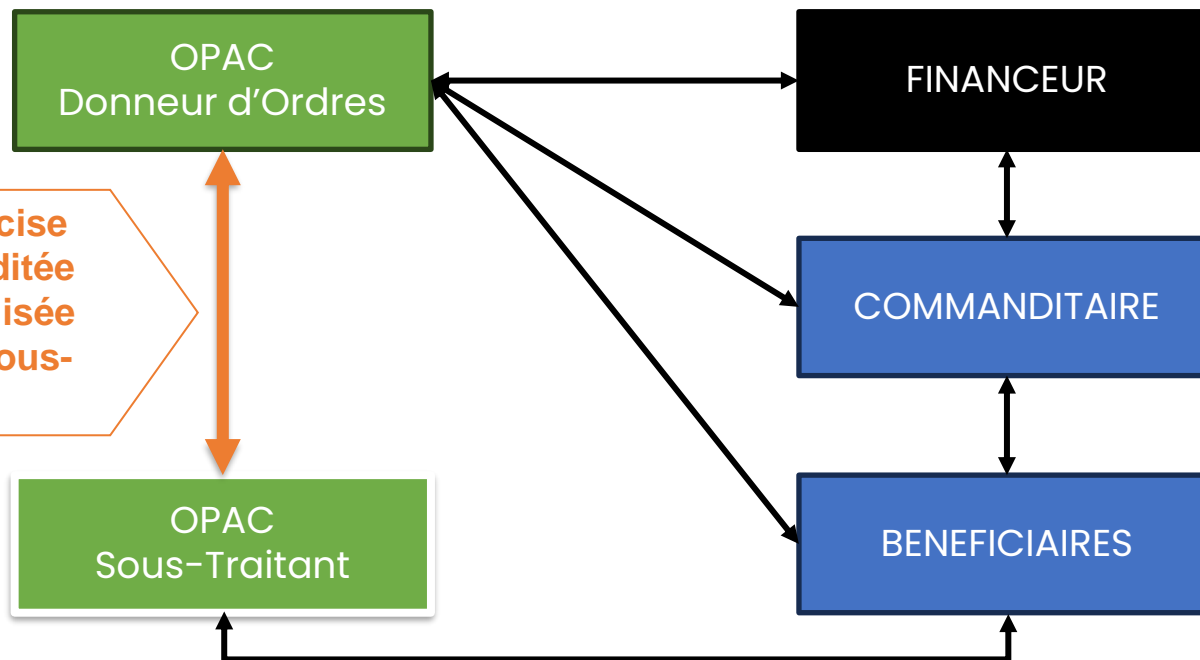 OPAC
Donneur d’Ordres
FINANCEUR
cise
ditée
isée
ous-
COMMANDITAIRE
OPAC
Sous-Traitant
BENEFICIAIRES